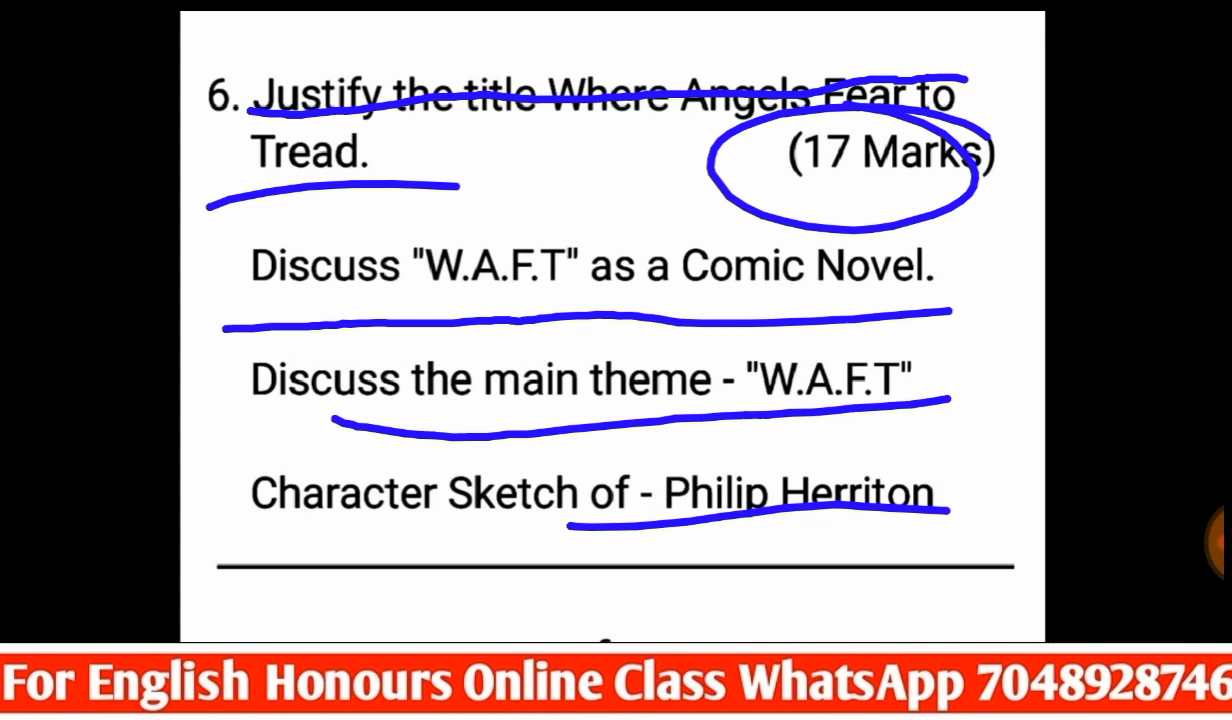 6. Justify the title Where Angels Fear to
Tread. (17 Marks)
Discuss "W.A.F.T" as a Comic Novel.
Discuss the main theme - "W.A.F.T"
Character Sketch of - Philip Herriton
For English Honours Online Class WhatsApp 7048928746